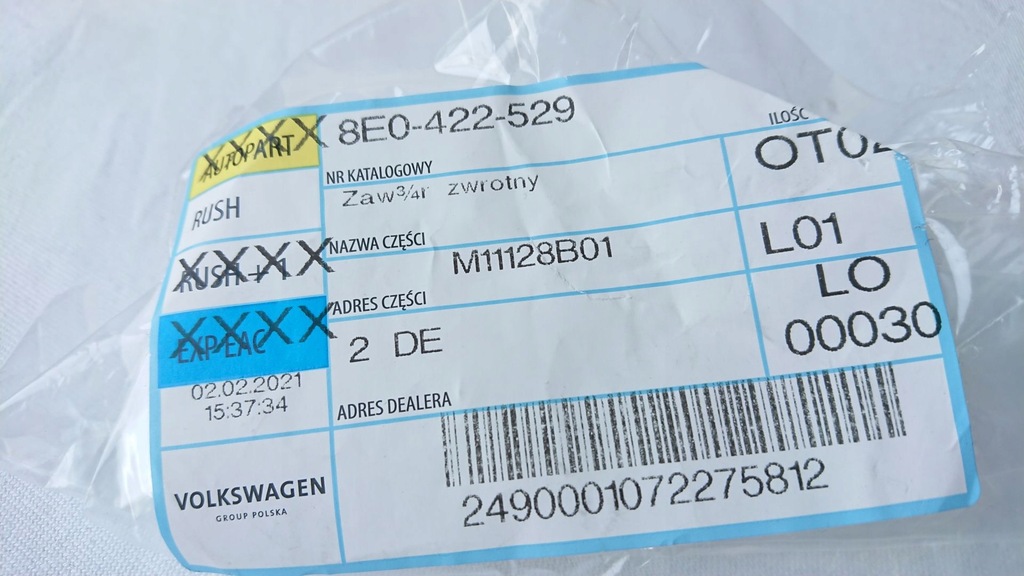 XXXX
AUTOPART
8E0-422-529
NR KATALOGOWY
ILOŚĆ
RUSH
Zaw¾r zwrotny
NAZWA CZĘŚCI
XXXX
RUSH + 1
M11128B01
L01
ADRES CZĘŚCI
LO
XXXX
EXP EAC
2 DE
00030
02.02.2021
15:37:34
ADRES DEALERA
VOLKSWAGEN
GROUP POLSKA
2490001072275812